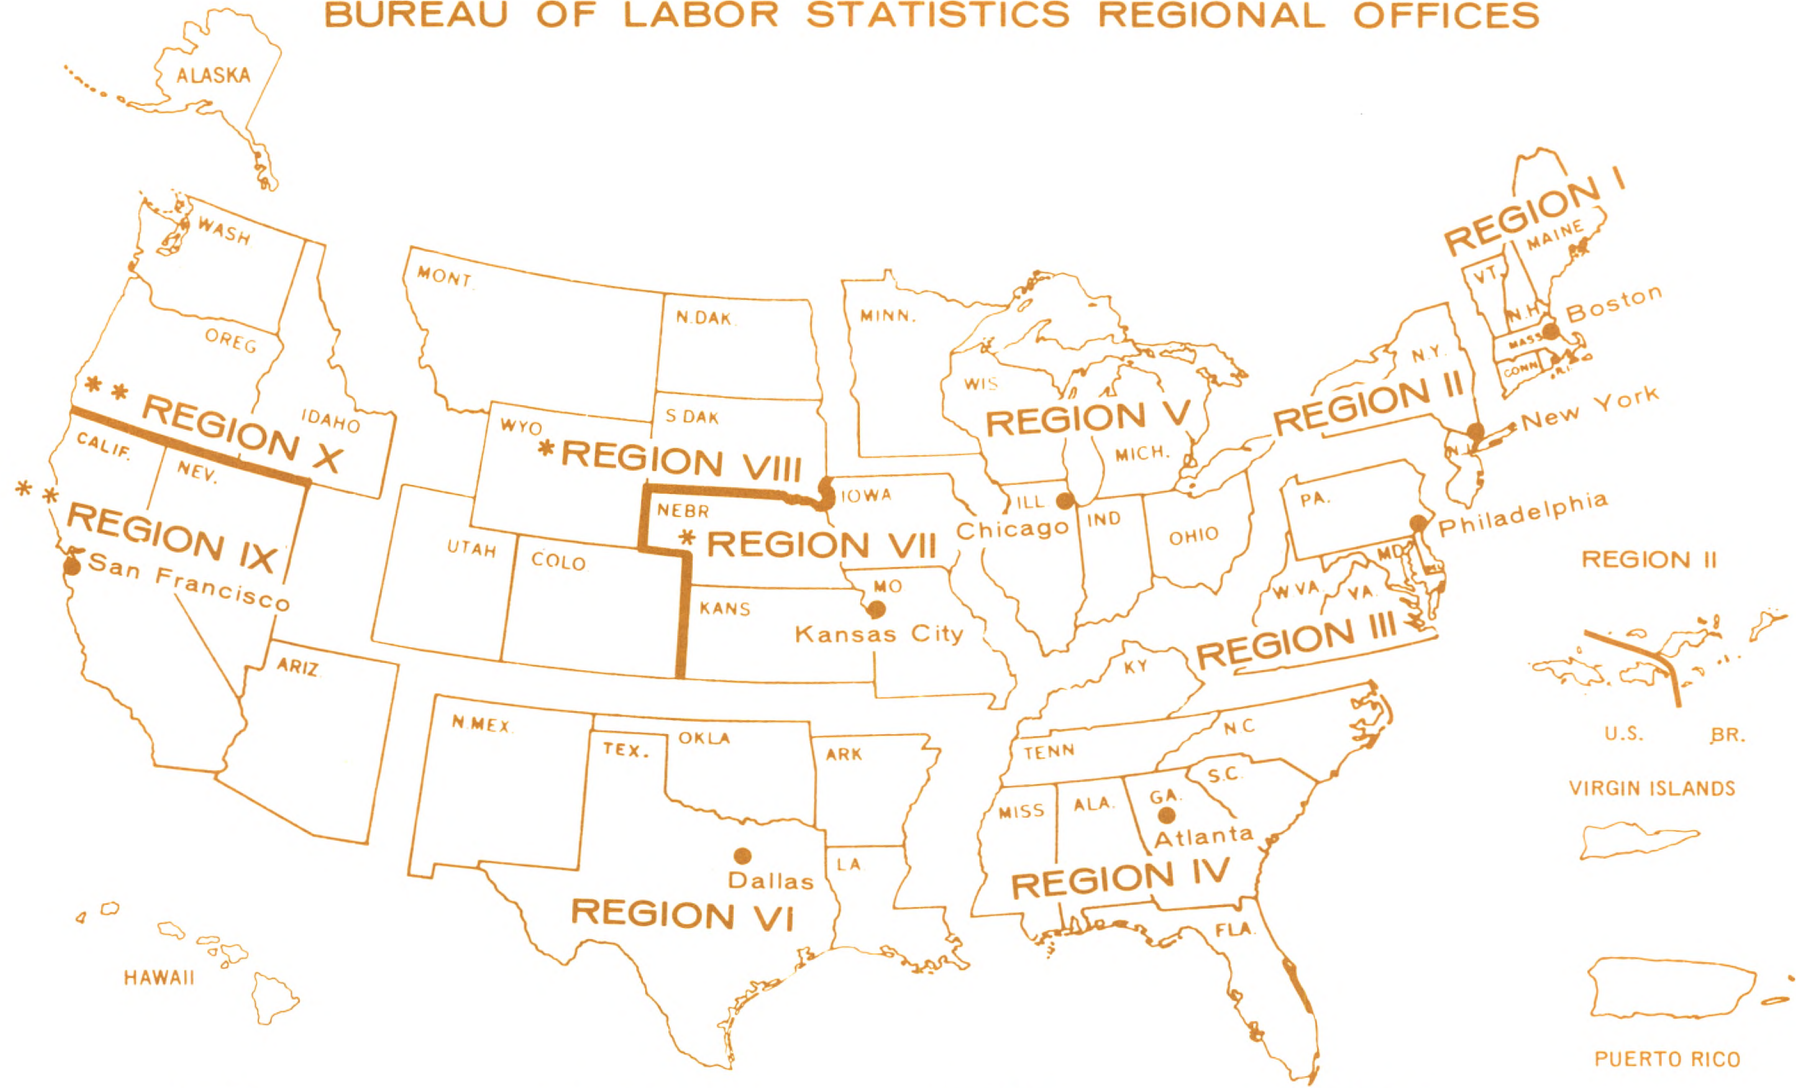 BUREAU OF LABOR STATISTICS REGIONAL OFFICES
ALASKA
REGION I
MAINE
WASH
VT.
MONT.
N.DAK.
MINN.
N.H.
Boston
OREG
MASS
N.Y.
CONN
R.I.
WIS
** REGION X
IDAHO
WYO
S DAK
REGION V
REGION II
New York
CALIF.
NEV.
*REGION VIII
MICH.
N.J.
**
REGION IX
NEBR
IOWA
ILL
Chicago
IND
OHIO
PA.
Philadelphia
* REGION VII
UTAH
COLO
San Francisco
MD
REGION II
KANS
MO
Kansas City
W VA.
VA.
REGION III
ARIZ.
KY
U.S.
BR.
VIRGIN ISLANDS
N.MEX.
TEX.
OKLA
ARK
TENN
N C
S.C.
MISS
ALA.
GA.
Atlanta
LA
Dallas
REGION IV
REGION VI
FLA.
HAWAII
PUERTO RICO